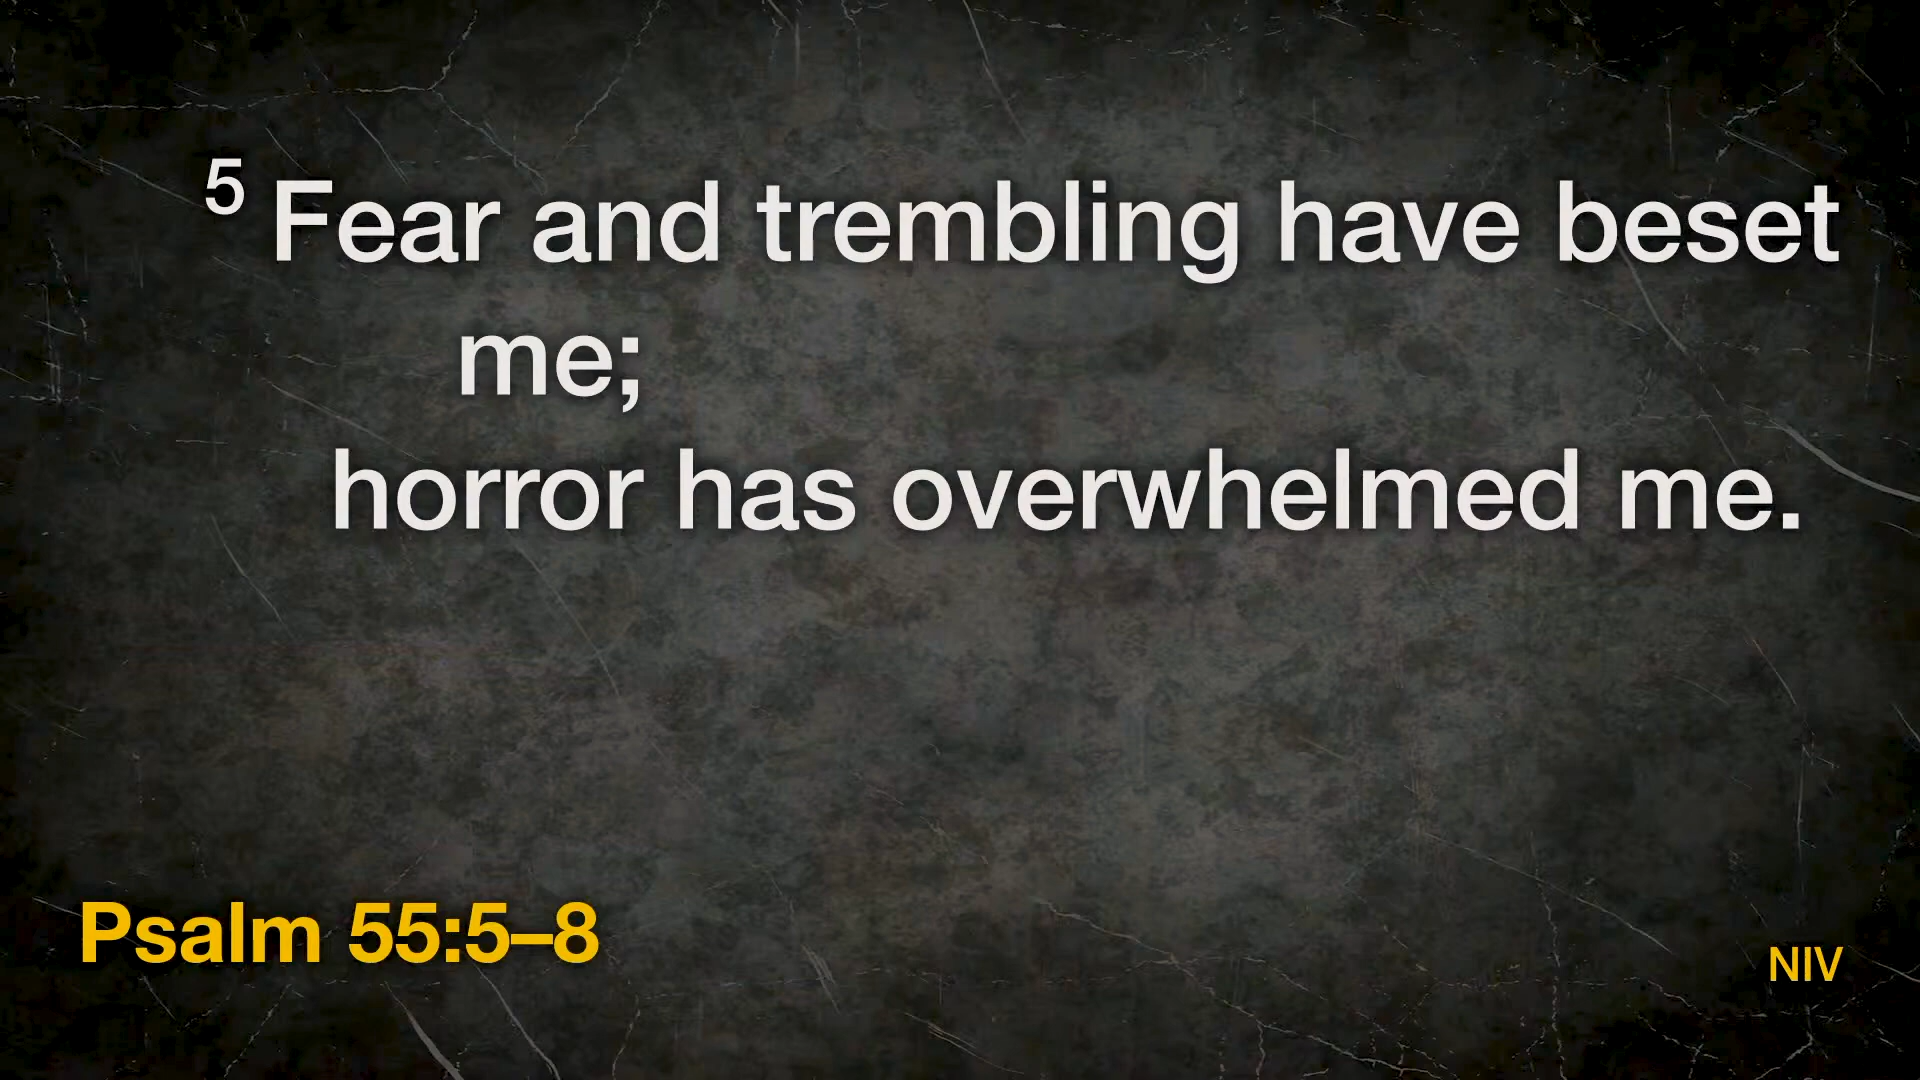 5 Fear and trembling have beset
me;
horror has overwhelmed me.
Psalm 55:5–8
NIV